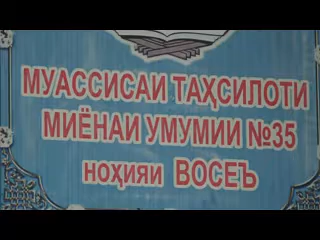 МУАССИСАИ ТАҲСИЛОТИ
МИЁНАИ УМУМИИ №35
НОҲИЯИ ВОСЕЪ